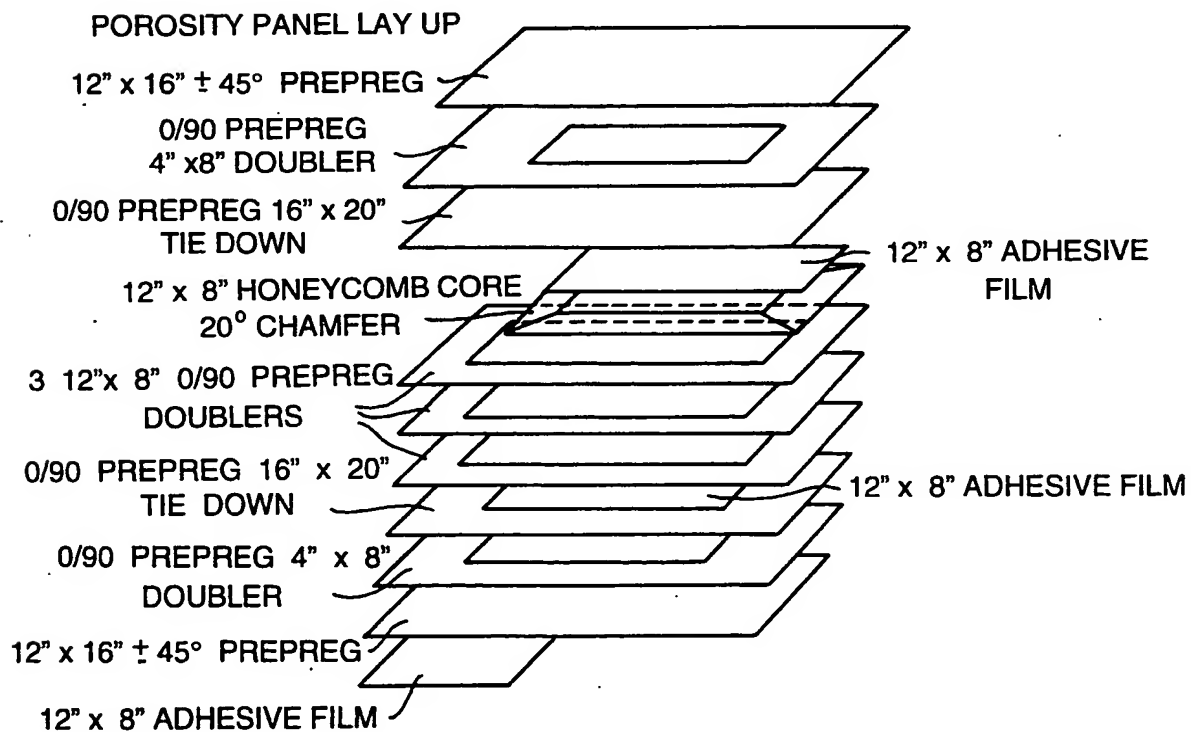 POROSITY PANEL LAY UP
12” x 16” ± 45° PREPREG
0/90 PREPREG
4” x8” DOUBLER
0/90 PREPREG 16” x 20”
TIE DOWN
12” x 8” ADHESIVE
FILM
12” x 8” HONEYCOMB CORE
20° CHAMFER
3 12”x 8” 0/90 PREPREG
DOUBLERS
0/90 PREPREG 16” x 20”
TIE DOWN
12” x 8” ADHESIVE FILM
0/90 PREPREG 4” x 8”
DOUBLER
12” x 16” ± 45° PREPREG
12” x 8” ADHESIVE FILM